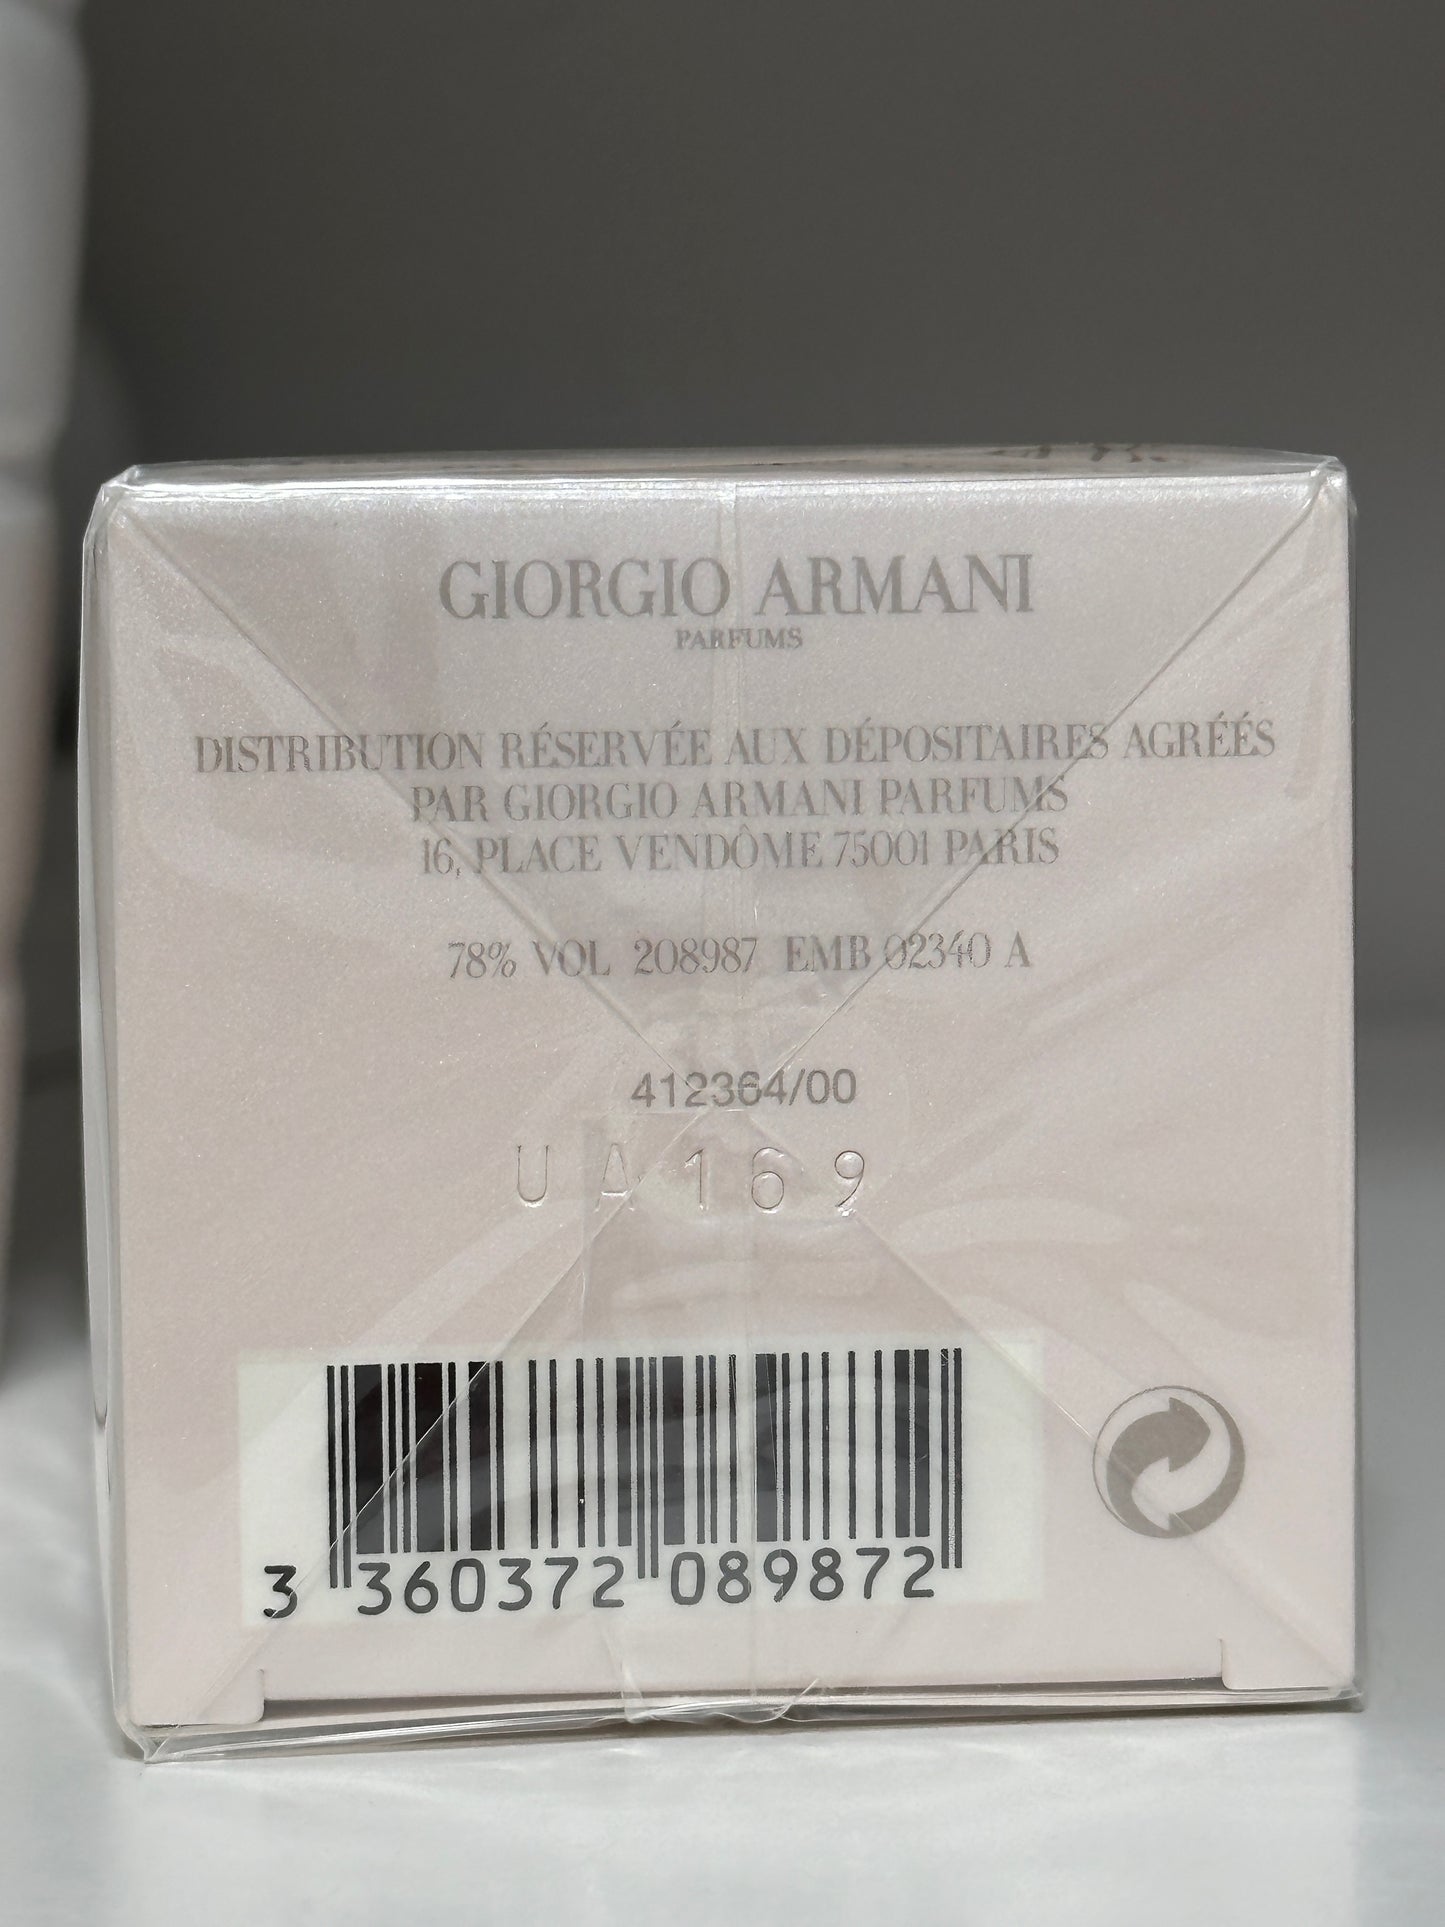 GIORGIO ARMANI
PARFUMS
DISTRIBUTION RÉSERVÉE AUX DÉPOSITAIRES AGRÉÉS
PAR GIORGIO ARMANI PARFUMS
16, PLACE VENDÔME 75001 PARIS
78% VOL 208987 EMB 02340 A
412364/00
UA169
3 360372 089872